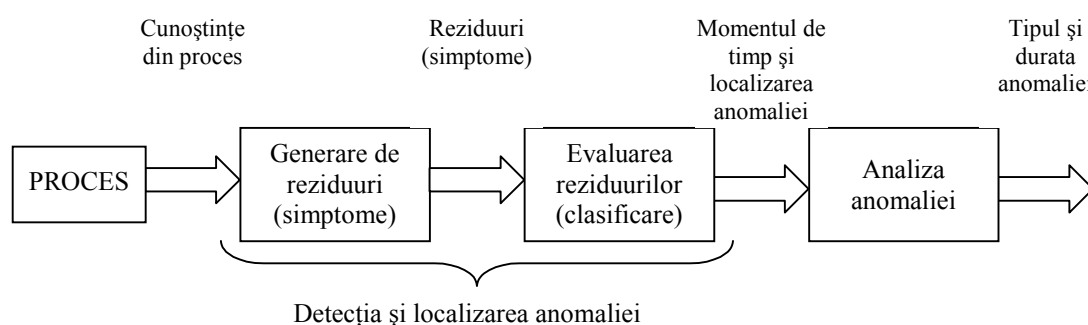 Cunoştinţe
din proces
Reziduuri
(simptome)
Momentul de
timp şi
localizarea
anomaliei
Tipul şi
durata
anomaliei
PROCES
Generare de
reziduuri
(simptome)
Evaluarea
reziduurilor
(clasificare)
Analiza
anomaliei
Detecţia şi localizarea anomaliei